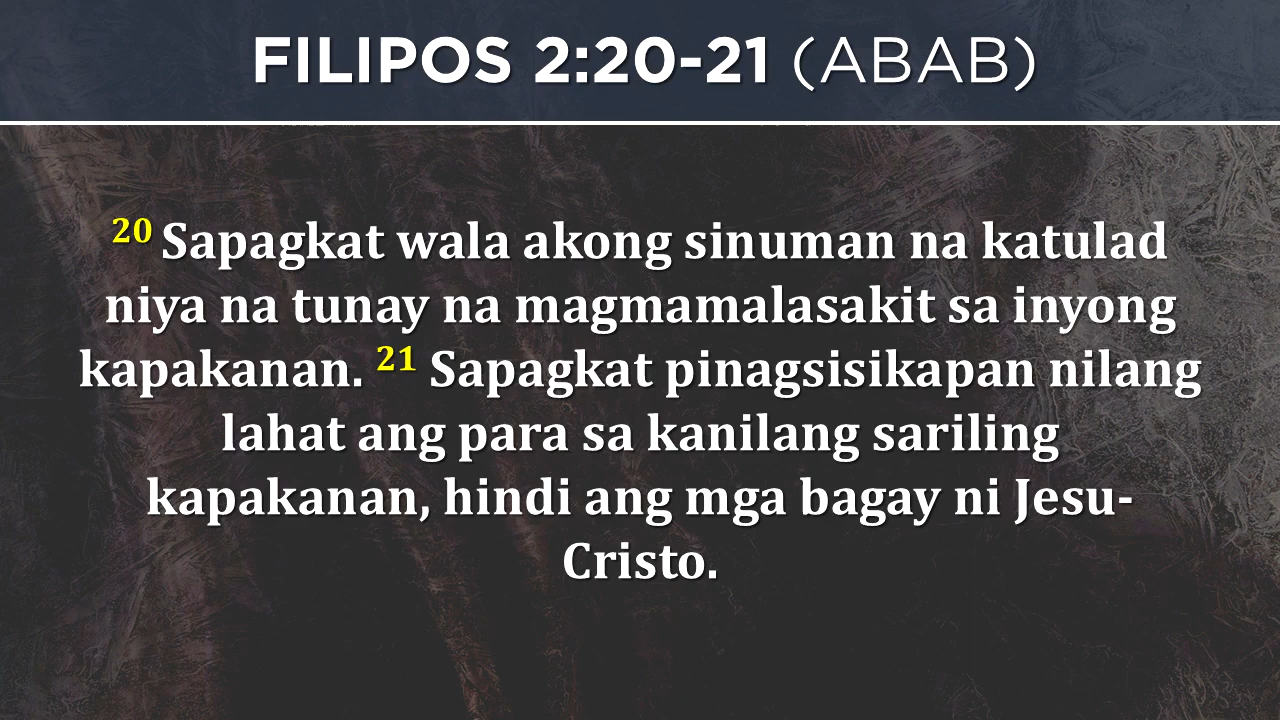 FILIPOS 2:20-21 (ABAB)
20 Sapagkat wala akong sinuman na katulad
niya na tunay na magmamalasakit sa inyong
kapakanan. 21 Sapagkat pinagsisikapan nilang
lahat ang para sa kanilang sariling
kapakanan, hindi ang mga bagay ni Jesu-
Cristo.